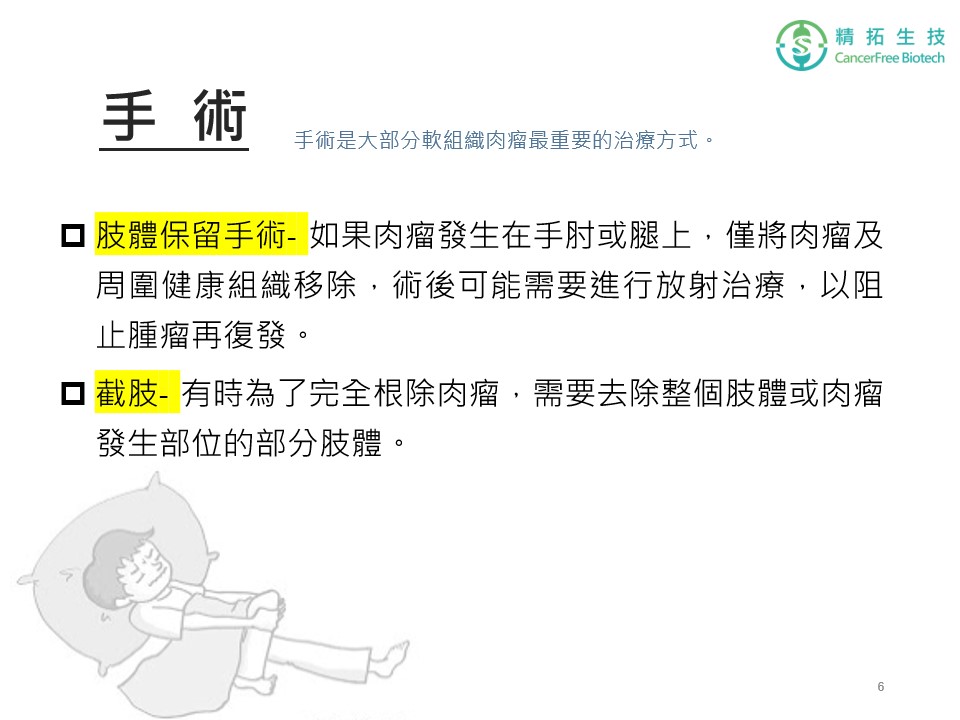 精拓生技
CancerFree Biotech
手 術
手術是大部分軟組織肉瘤最重要的治療方式。
肢體保留手術- 如果肉瘤發生在手肘或腿上，僅將肉瘤及
周圍健康組織移除，術後可能需要進行放射治療，以阻
止腫瘤再復發。
截肢- 有時為了完全根除肉瘤，需要去除整個肢體或肉瘤
發生部位的部分肢體。
6